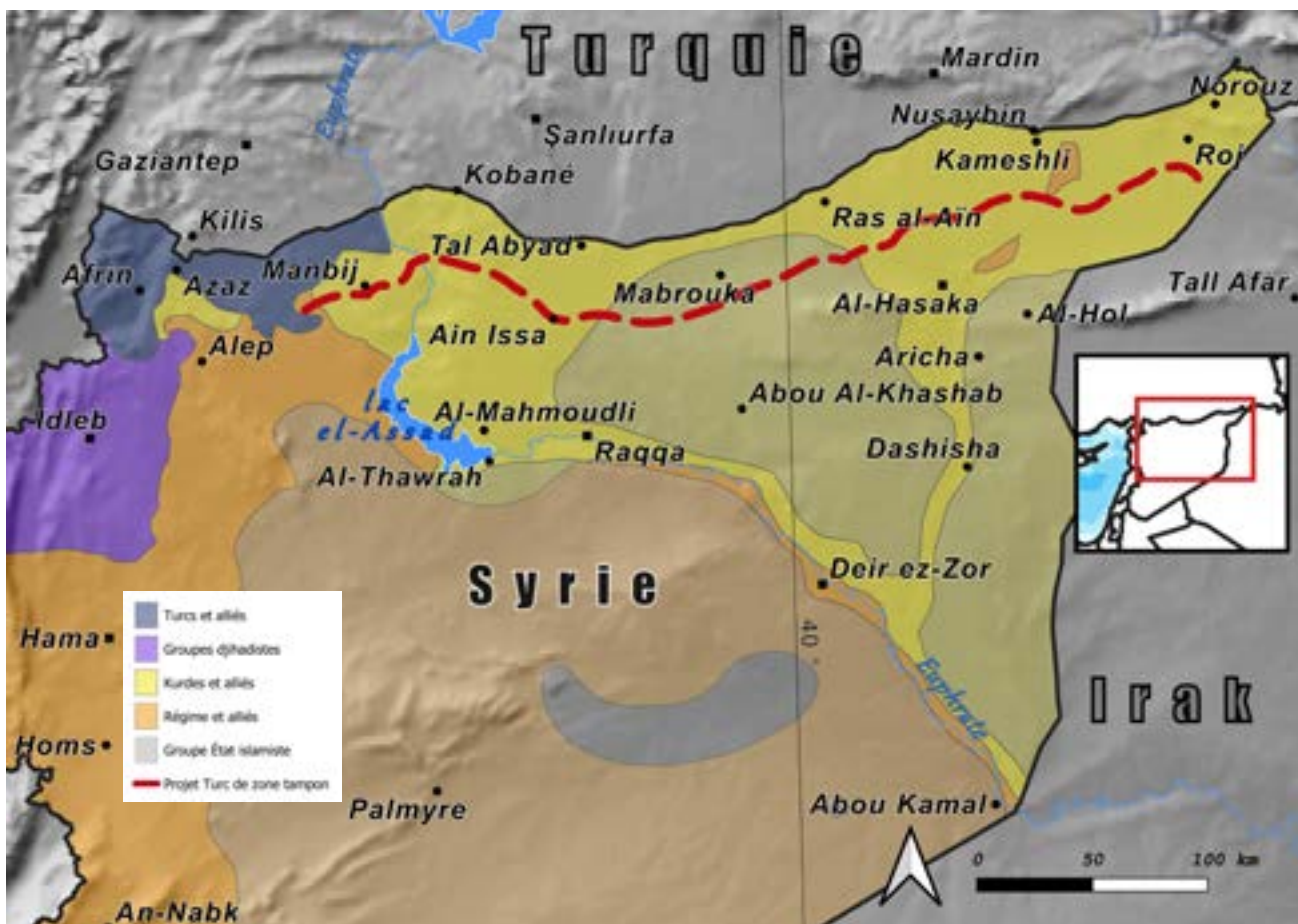 Turquie
Mardin
Norouz
Euphrate
Nusaybin
Şanlıurfa
Gaziantep
Kameshli
Roj
Kobané
Kilis
Ras al-Aïn
Tal Abyad
Afrin
Azaz
Manbij
Mabrouka
Tall Afar
Al-Hasaka
Al-Hol
Ain Issa
Alep
Aricha
Abou Al-Khashab
lac
el-Assad
Al-Mahmoudli
Idleb
Raqqa
Dashisha
Al-Thawrah
Syrie
Deir ez-Zor
40°
Hama
Euphrate
Irak
Homs
Palmyre
Abou Kamal
An-Nabk
Turcs et alliés
Groupes djihadistes
Kurdes et alliés
Régime et alliés
Groupe État islamiste
Projet Turc de zone tampon
0 50 100 km